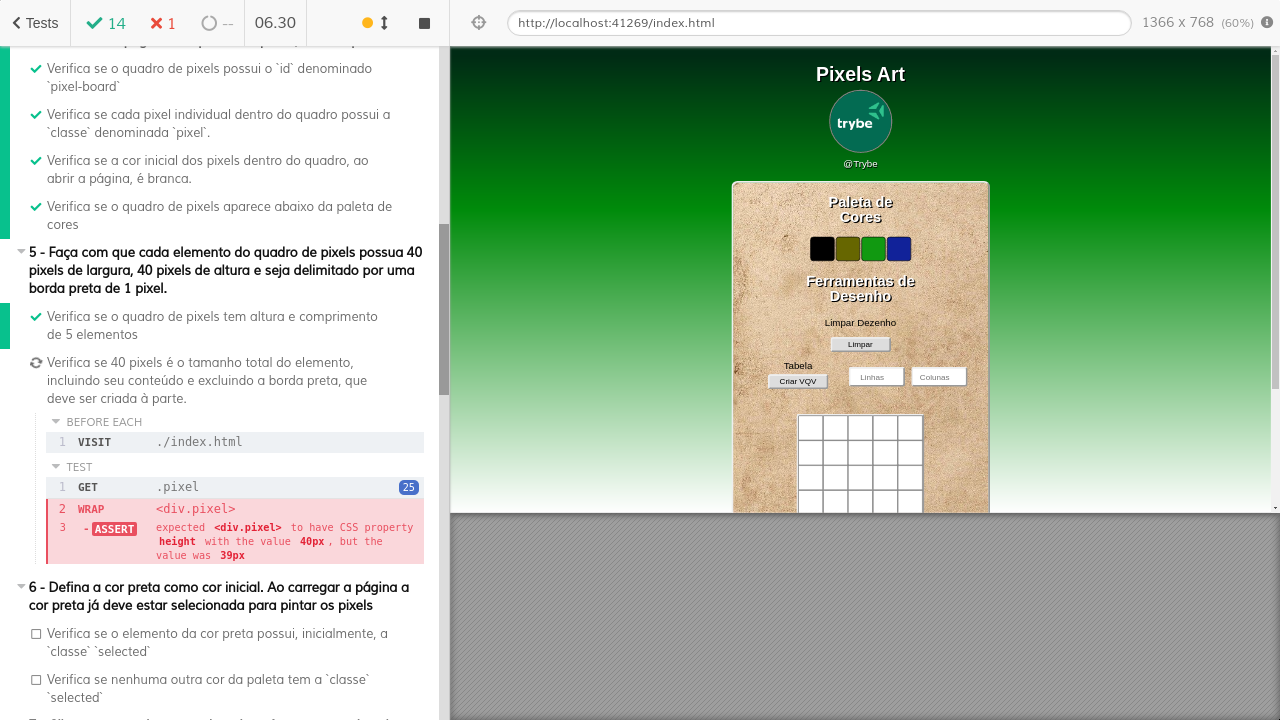 Tests
14
1
--
06.30
http://localhost:41269/index.html
1366 x 768 (60%)
Verifica se o quadro de pixels possui o `id` denominado
`pixel-board`
Verifica se cada pixel individual dentro do quadro possui a
`classe` denominada `pixel`.
Verifica se a cor inicial dos pixels dentro do quadro, ao
abrir a página, é branca.
Verifica se o quadro de pixels aparece abaixo da paleta de
cores
5 - Faça com que cada elemento do quadro de pixels possua 40
pixels de largura, 40 pixels de altura e seja delimitado por uma
borda preta de 1 pixel.
Verifica se o quadro de pixels tem altura e comprimento
de 5 elementos
Verifica se 40 pixels é o tamanho total do elemento,
incluindo seu conteúdo e excluindo a borda preta, que
deve ser criada à parte.
BEFORE EACH
1 VISIT ./index.html
TEST
1 GET .pixel 25
2 WRAP <div.pixel>
3 - ASSERT expected <div.pixel> to have CSS property
height with the value 40px, but the
value was 39px
6 - Defina a cor preta como cor inicial. Ao carregar a página a
cor preta já deve estar selecionada para pintar os pixels
Verifica se o elemento da cor preta possui, inicialmente, a
`classe` `selected`
Verifica se nenhuma outra cor da paleta tem a `classe`
`selected`
Pixels Art
trybe
@Trybe
Paleta de
Cores
Ferramentas de
Desenho
Limpar Dezenho
Limpar
Tabela
Criar VQV
Linhas
Colunas